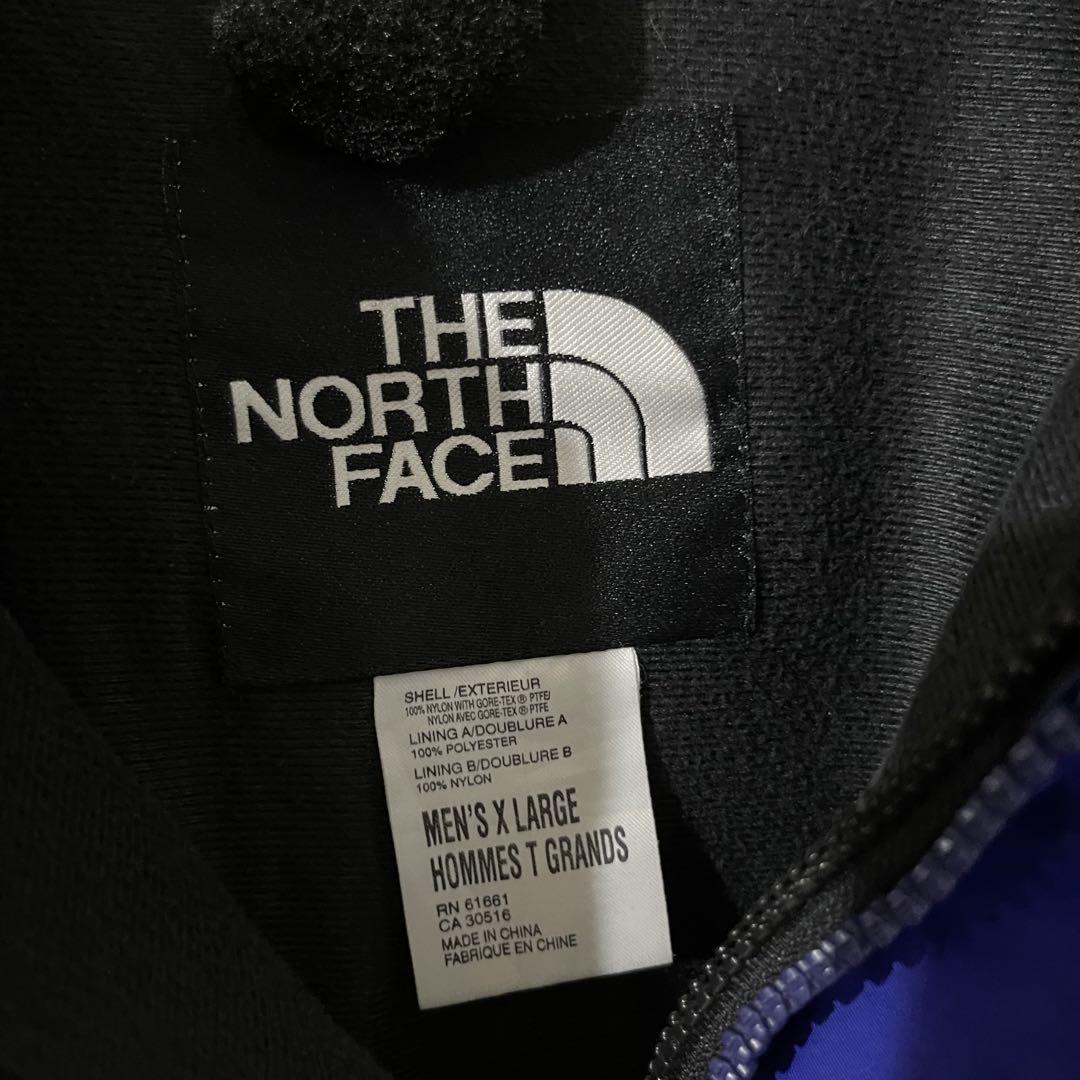 THE
NORTH
FACE
SHELL /EXTERIEUR
100% NYLON WITH GORE-TEX® PTFE/
NYLON AVEC GORE-TEX® PTFE
LINING A/DOUBLURE A
100% POLYESTER
LINING B/DOUBLURE B
100% NYLON
MEN'S X LARGE
HOMMES T GRANDS
RN 61661
CA 30516
MADE IN CHINA
FABRIQUE EN CHINE